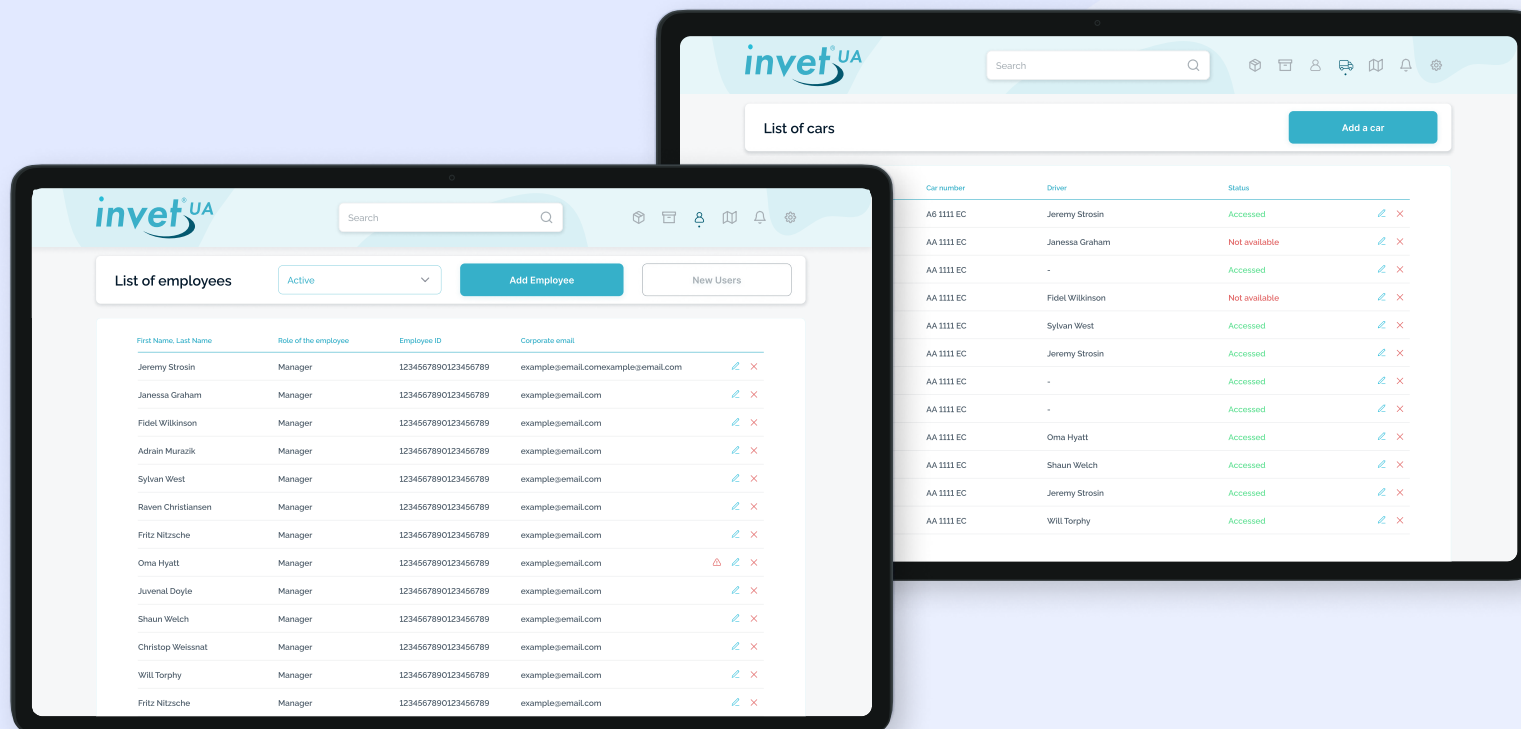 invet® UA
Search
List of employees
Active
Add Employee
New Users
First Name, Last Name Role of the employee Employee ID Corporate email
Jeremy Strosin Manager 1234567890123456789 example@email.comexample@email.com
Janessa Graham Manager 1234567890123456789 example@email.com
Fidel Wilkinson Manager 1234567890123456789 example@email.com
Adrain Murazik Manager 1234567890123456789 example@email.com
Sylvan West Manager 1234567890123456789 example@email.com
Raven Christiansen Manager 1234567890123456789 example@email.com
Fritz Nitzsche Manager 1234567890123456789 example@email.com
Oma Hyatt Manager 1234567890123456789 example@email.com
Juvenal Doyle Manager 1234567890123456789 example@email.com
Shaun Welch Manager 1234567890123456789 example@email.com
Christop Weissnat Manager 1234567890123456789 example@email.com
Will Torphy Manager 1234567890123456789 example@email.com
Fritz Nitzsche Manager 1234567890123456789 example@email.com
invet® UA
Search
List of cars
Add a car
Car number Driver Status
A6 1111 EC Jeremy Strosin Accessed
AA 1111 EC Janessa Graham Not available
AA 1111 EC - Accessed
AA 1111 EC Fidel Wilkinson Not available
AA 1111 EC Sylvan West Accessed
AA 1111 EC Jeremy Strosin Accessed
AA 1111 EC - Accessed
AA 1111 EC - Accessed
AA 1111 EC Oma Hyatt Accessed
AA 1111 EC Shaun Welch Accessed
AA 1111 EC Jeremy Strosin Accessed
AA 1111 EC Will Torphy Accessed